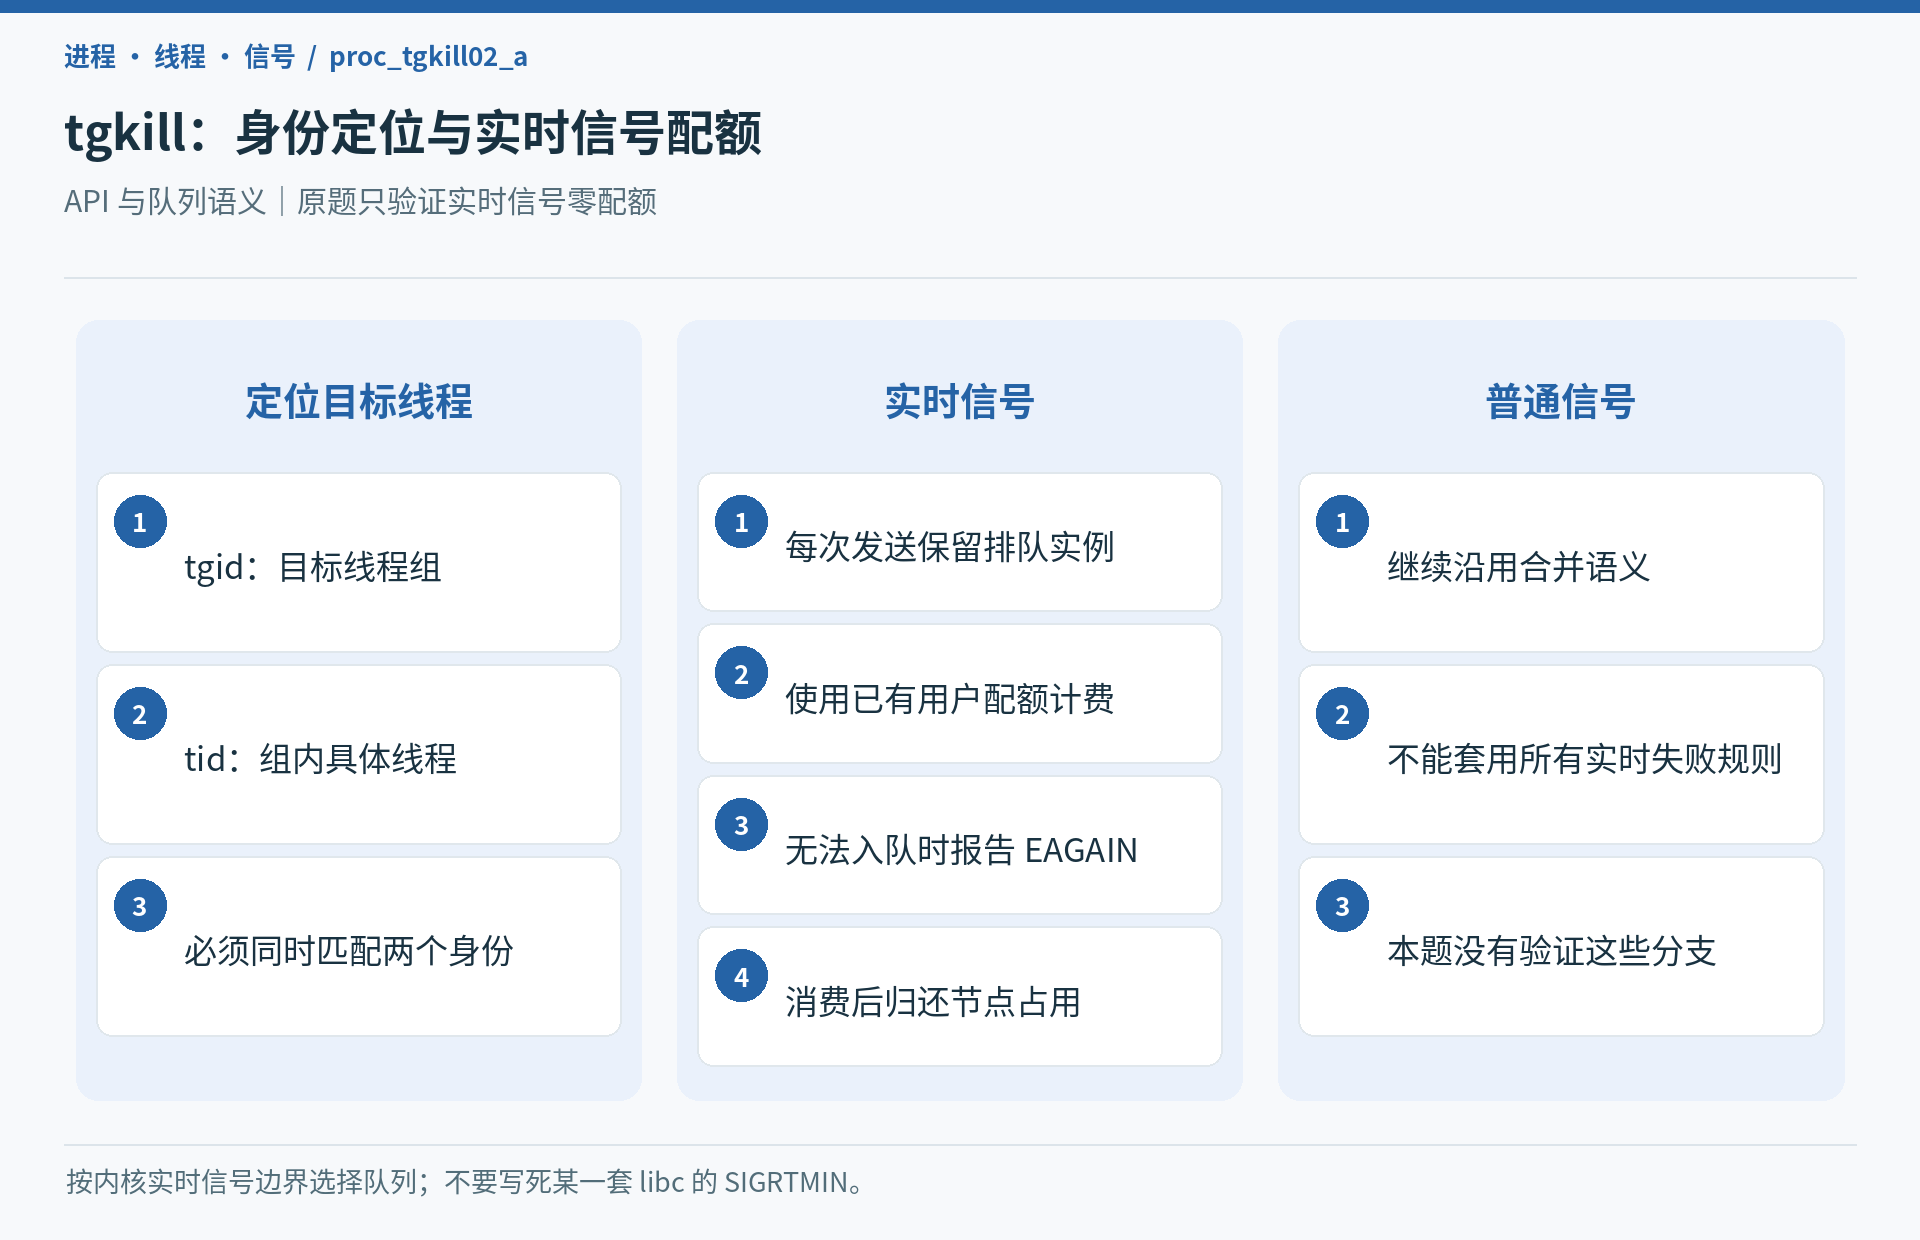 进程 · 线程 · 信号 / proc_tgkill02_a
tgkill：身份定位与实时信号配额
API 与队列语义｜原题只验证实时信号零配额
定位目标线程
1
tgid：目标线程组
2
tid：组内具体线程
3
必须同时匹配两个身份
实时信号
1
每次发送保留排队实例
2
使用已有用户配额计费
3
无法入队时报告 EAGAIN
4
消费后归还节点占用
普通信号
1
继续沿用合并语义
2
不能套用所有实时失败规则
3
本题没有验证这些分支
按内核实时信号边界选择队列；不要写死某一套 libc 的 SIGRTMIN。